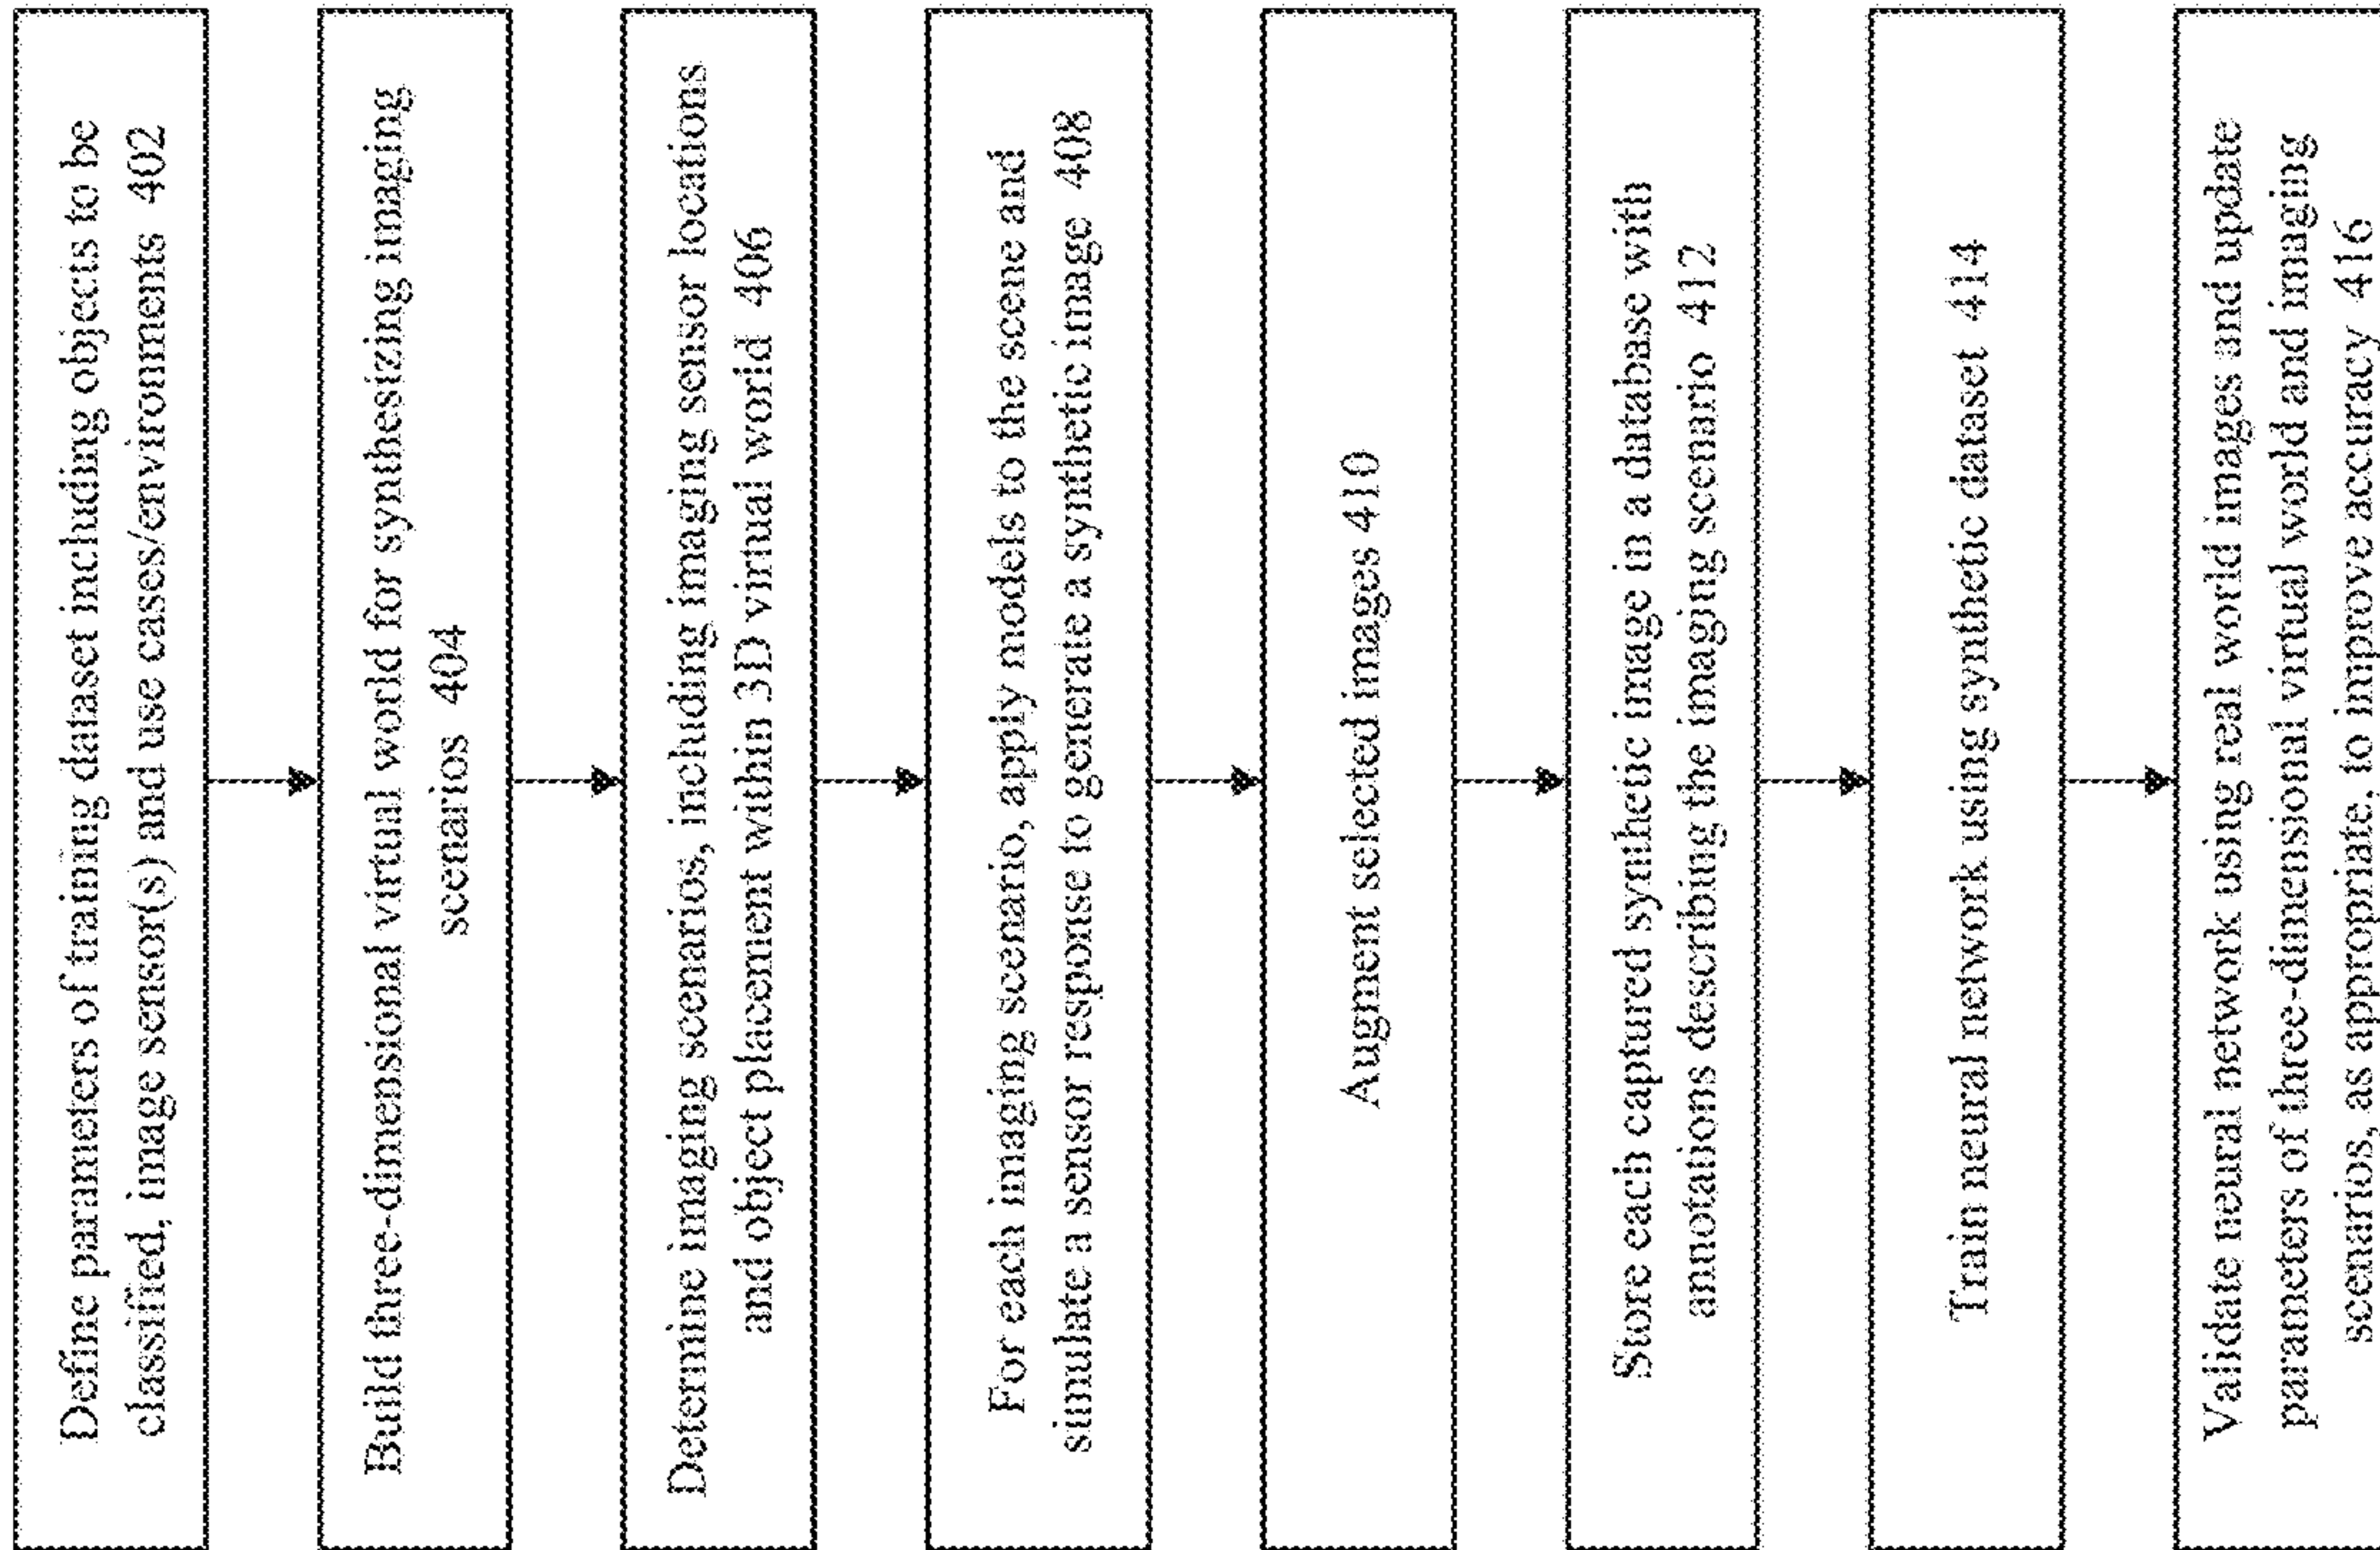 Define parameters of training dataset including objects to be
classified, image sensor(s) and use cases/environments 402
Build three-dimensional virtual world for synthesizing imaging
scenarios 404
Determine imaging scenarios, including imaging sensor locations
and object placement within 3D virtual world 406
For each imaging scenario, apply models to the scene and
simulate a sensor response to generate a synthetic image 408
Augment selected images 410
Store each captured synthetic image in a database with
annotations describing the imaging scenario 412
Train neural network using synthetic dataset 414
Validate neural network using real world images and update
parameters of three-dimensional virtual world and imaging
scenarios, as appropriate, to improve accuracy 416